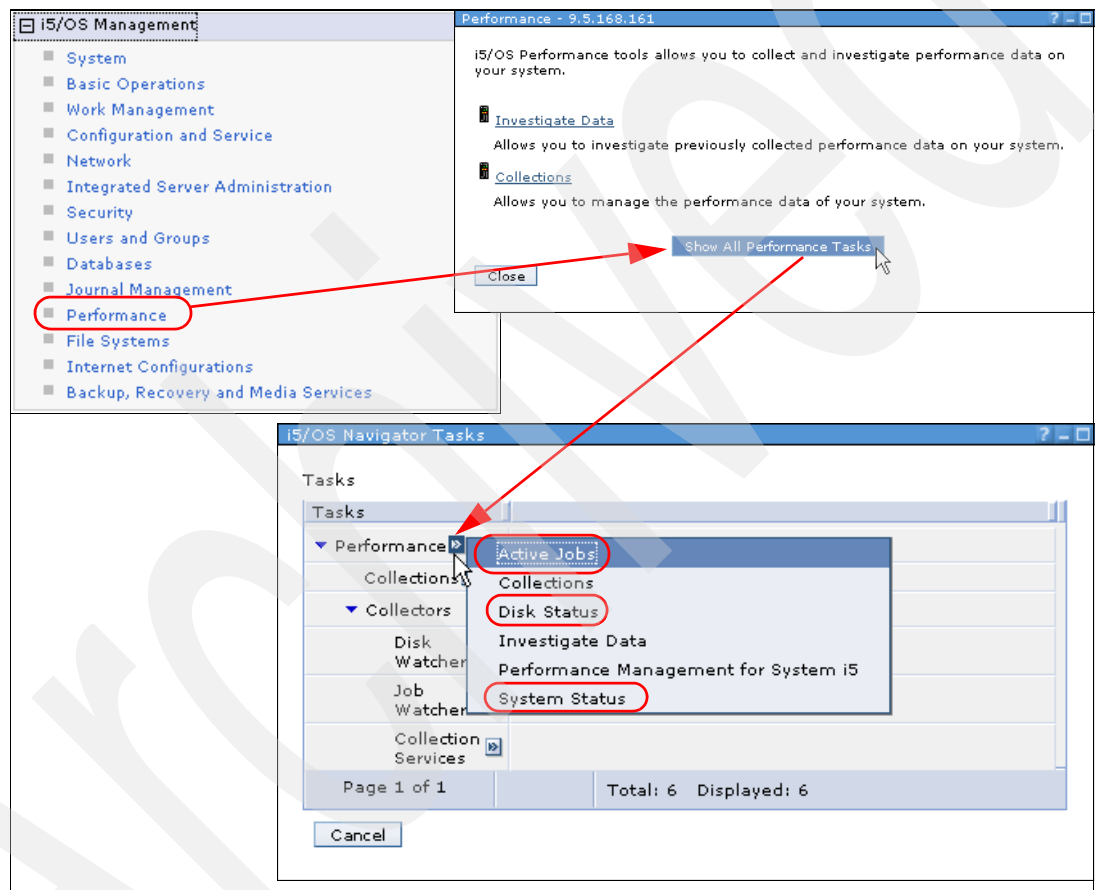 i5/OS Management
System
Basic Operations
Work Management
Configuration and Service
Network
Integrated Server Administration
Security
Users and Groups
Databases
Journal Management
Performance
File Systems
Internet Configurations
Backup, Recovery and Media Services
Performance - 9.5.168.161
i5/OS Performance tools allows you to collect and investigate performance data on
your system.
Investigate Data
Allows you to investigate previously collected performance data on your system.
Collections
Allows you to manage the performance data of your system.
Show All Performance Tasks
Close
i5/OS Navigator Tasks
Tasks
Tasks
Performance
Collections
Collectors
Disk
Watcher
Job
Watcher
Collection
Services
Active Jobs
Collections
Disk Status
Investigate Data
Performance Management for System i5
System Status
Page 1 of 1
Total: 6 Displayed: 6
Cancel